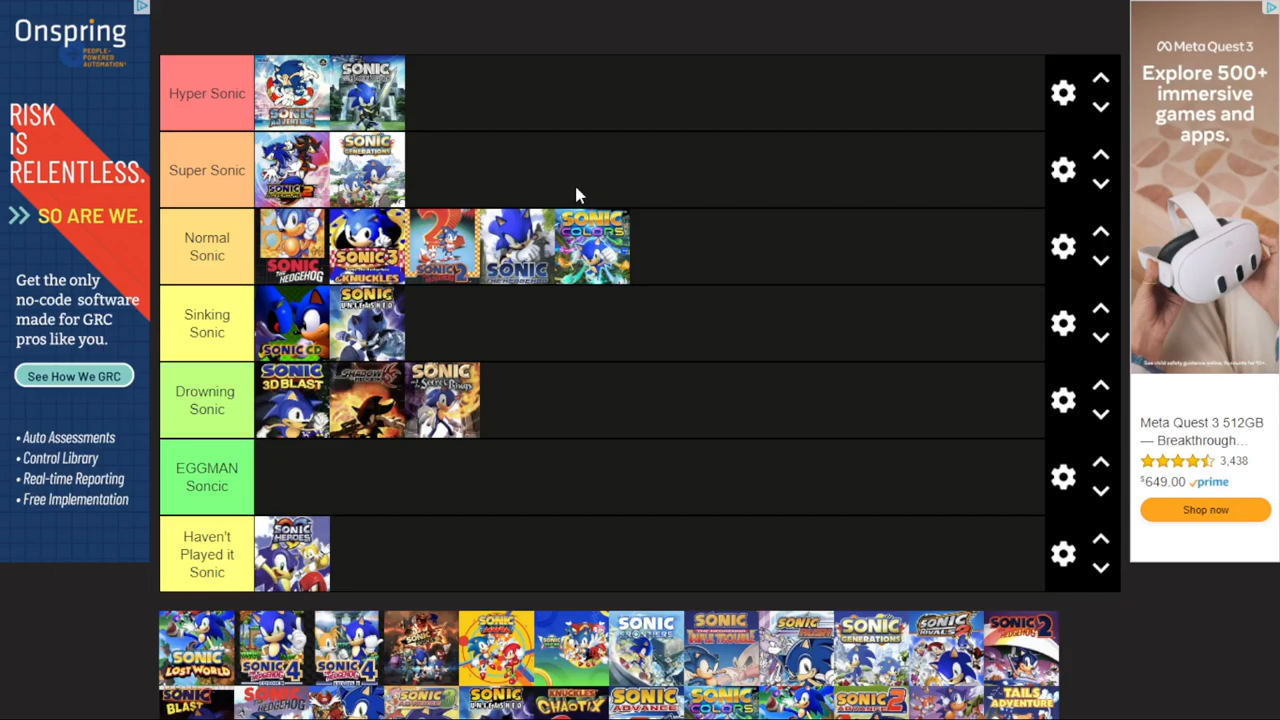 Onspring
PEOPLE-
POWERED
AUTOMATION
RISK
IS
RELENTLESS.
SO ARE WE.
Get the only
no-code software
made for GRC
pros like you.
See How We GRC
• Auto Assessments
• Control Library
• Real-time Reporting
• Free Implementation
Hyper Sonic
SONIC
ADVENTURE
SONIC
Super Sonic
SONIC
2
SONIC
GENERATIONS
Normal
Sonic
SONIC
THE HEDGEHOG
SONIC 3
& KNUCKLES
2
SONIC
2
SONIC
THE HEDGEHOG
SONIC
COLORS
Sinking
Sonic
SONIC CD
SONIC
UNLEASHED
Drowning
Sonic
SONIC
3D BLAST
SHADOW
SONIC
and the Secret Rings
EGGMAN
Soncic
Haven't
Played it
Sonic
SONIC
HEROES
SONIC
LOST WORLD
SONIC 4
SONIC 4
SONIC
SONIC
MANIA
SONIC
FRONTIERS
SONIC
TRIPLE TROUBLE
SONIC
SONIC
GENERATIONS
SONIC
RIVALS 2
SONIC
HEDGEHOG 2
BLAST
SONIC
HEDGEHOG
SONIC
UNLEASHED
KNUCKLES'
CHAOTIX
SONIC
ADVANCE
SONIC
COLORS
SONIC
ADVANCE 2
TAILS
ADVENTURE
Meta Quest 3
Explore 500+
immersive
games and
apps.
Meta Quest 3 512GB
— Breakthrough...
3,438
$649.00 prime
Shop now